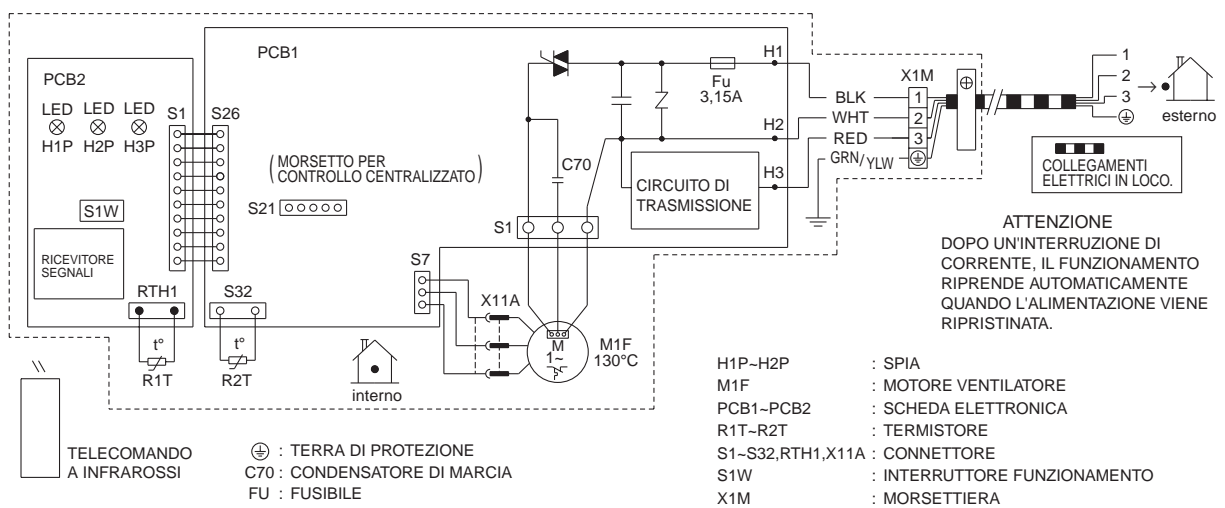 PCB2
LED LED LED
H1P H2P H3P
S1W
RICEVITORE
SEGNALI
S1
S26
RTH1
S32
t°
R1T
t°
R2T
PCB1
(MORSETTO PER
CONTROLLO CENTRALIZZATO)
S21
S7
X11A
interno
C70
S1
M
1~
M1F
130°C
Fu
3,15A
CIRCUITO DI
TRASMISSIONE
H1
H2
H3
BLK
WHT
RED
GRN/YLW
X1M
1
2
3
1
2
3
esterno
COLLEGAMENTI
ELETTRICI IN LOCO.
ATTENZIONE
DOPO UN'INTERRUZIONE DI
CORRENTE, IL FUNZIONAMENTO
RIPRENDE AUTOMATICAMENTE
QUANDO L'ALIMENTAZIONE VIENE
RIPRISTINATA.
TELECOMANDO
A INFRAROSSI
: TERRA DI PROTEZIONE
C70 : CONDENSATORE DI MARCIA
FU : FUSIBILE
H1P~H2P : SPIA
M1F : MOTORE VENTILATORE
PCB1~PCB2 : SCHEDA ELETTRONICA
R1T~R2T : TERMISTORE
S1~S32,RTH1,X11A : CONNETTORE
S1W : INTERRUTTORE FUNZIONAMENTO
X1M : MORSETTIERA